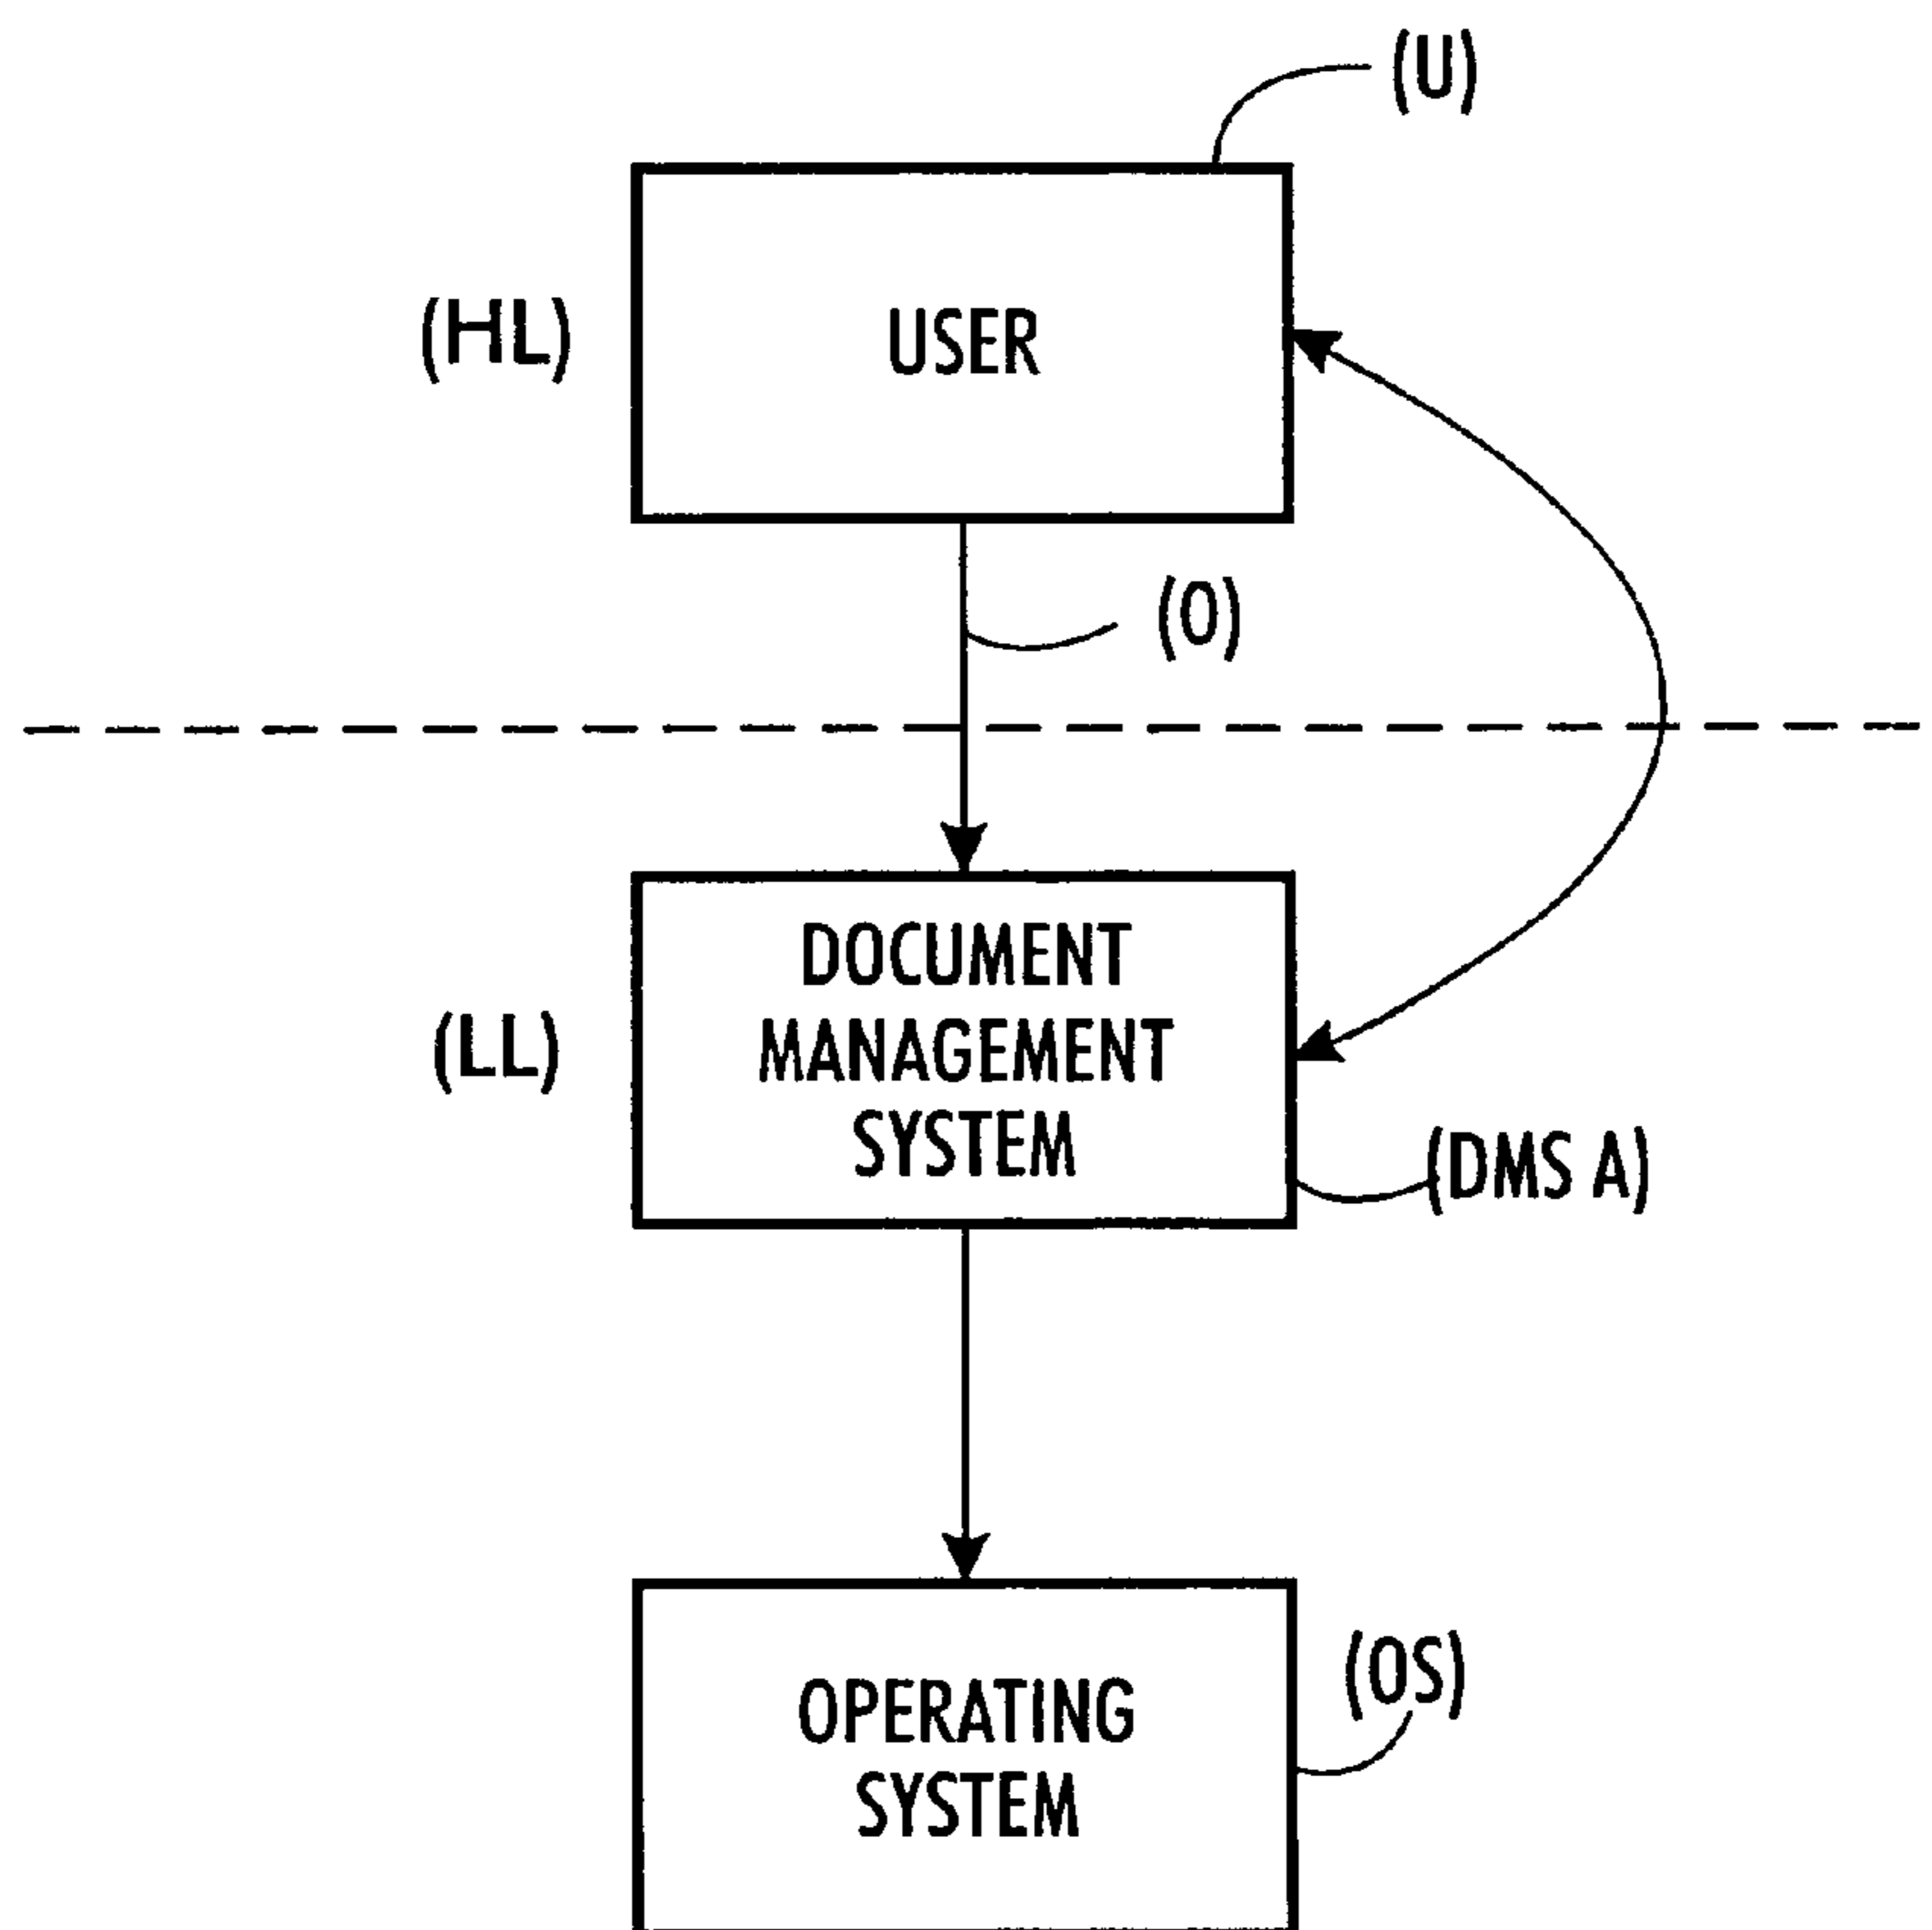 (U)
(HL)
USER
(O)
DOCUMENT
MANAGEMENT
SYSTEM
(LL)
(DMS A)
OPERATING
SYSTEM
(OS)